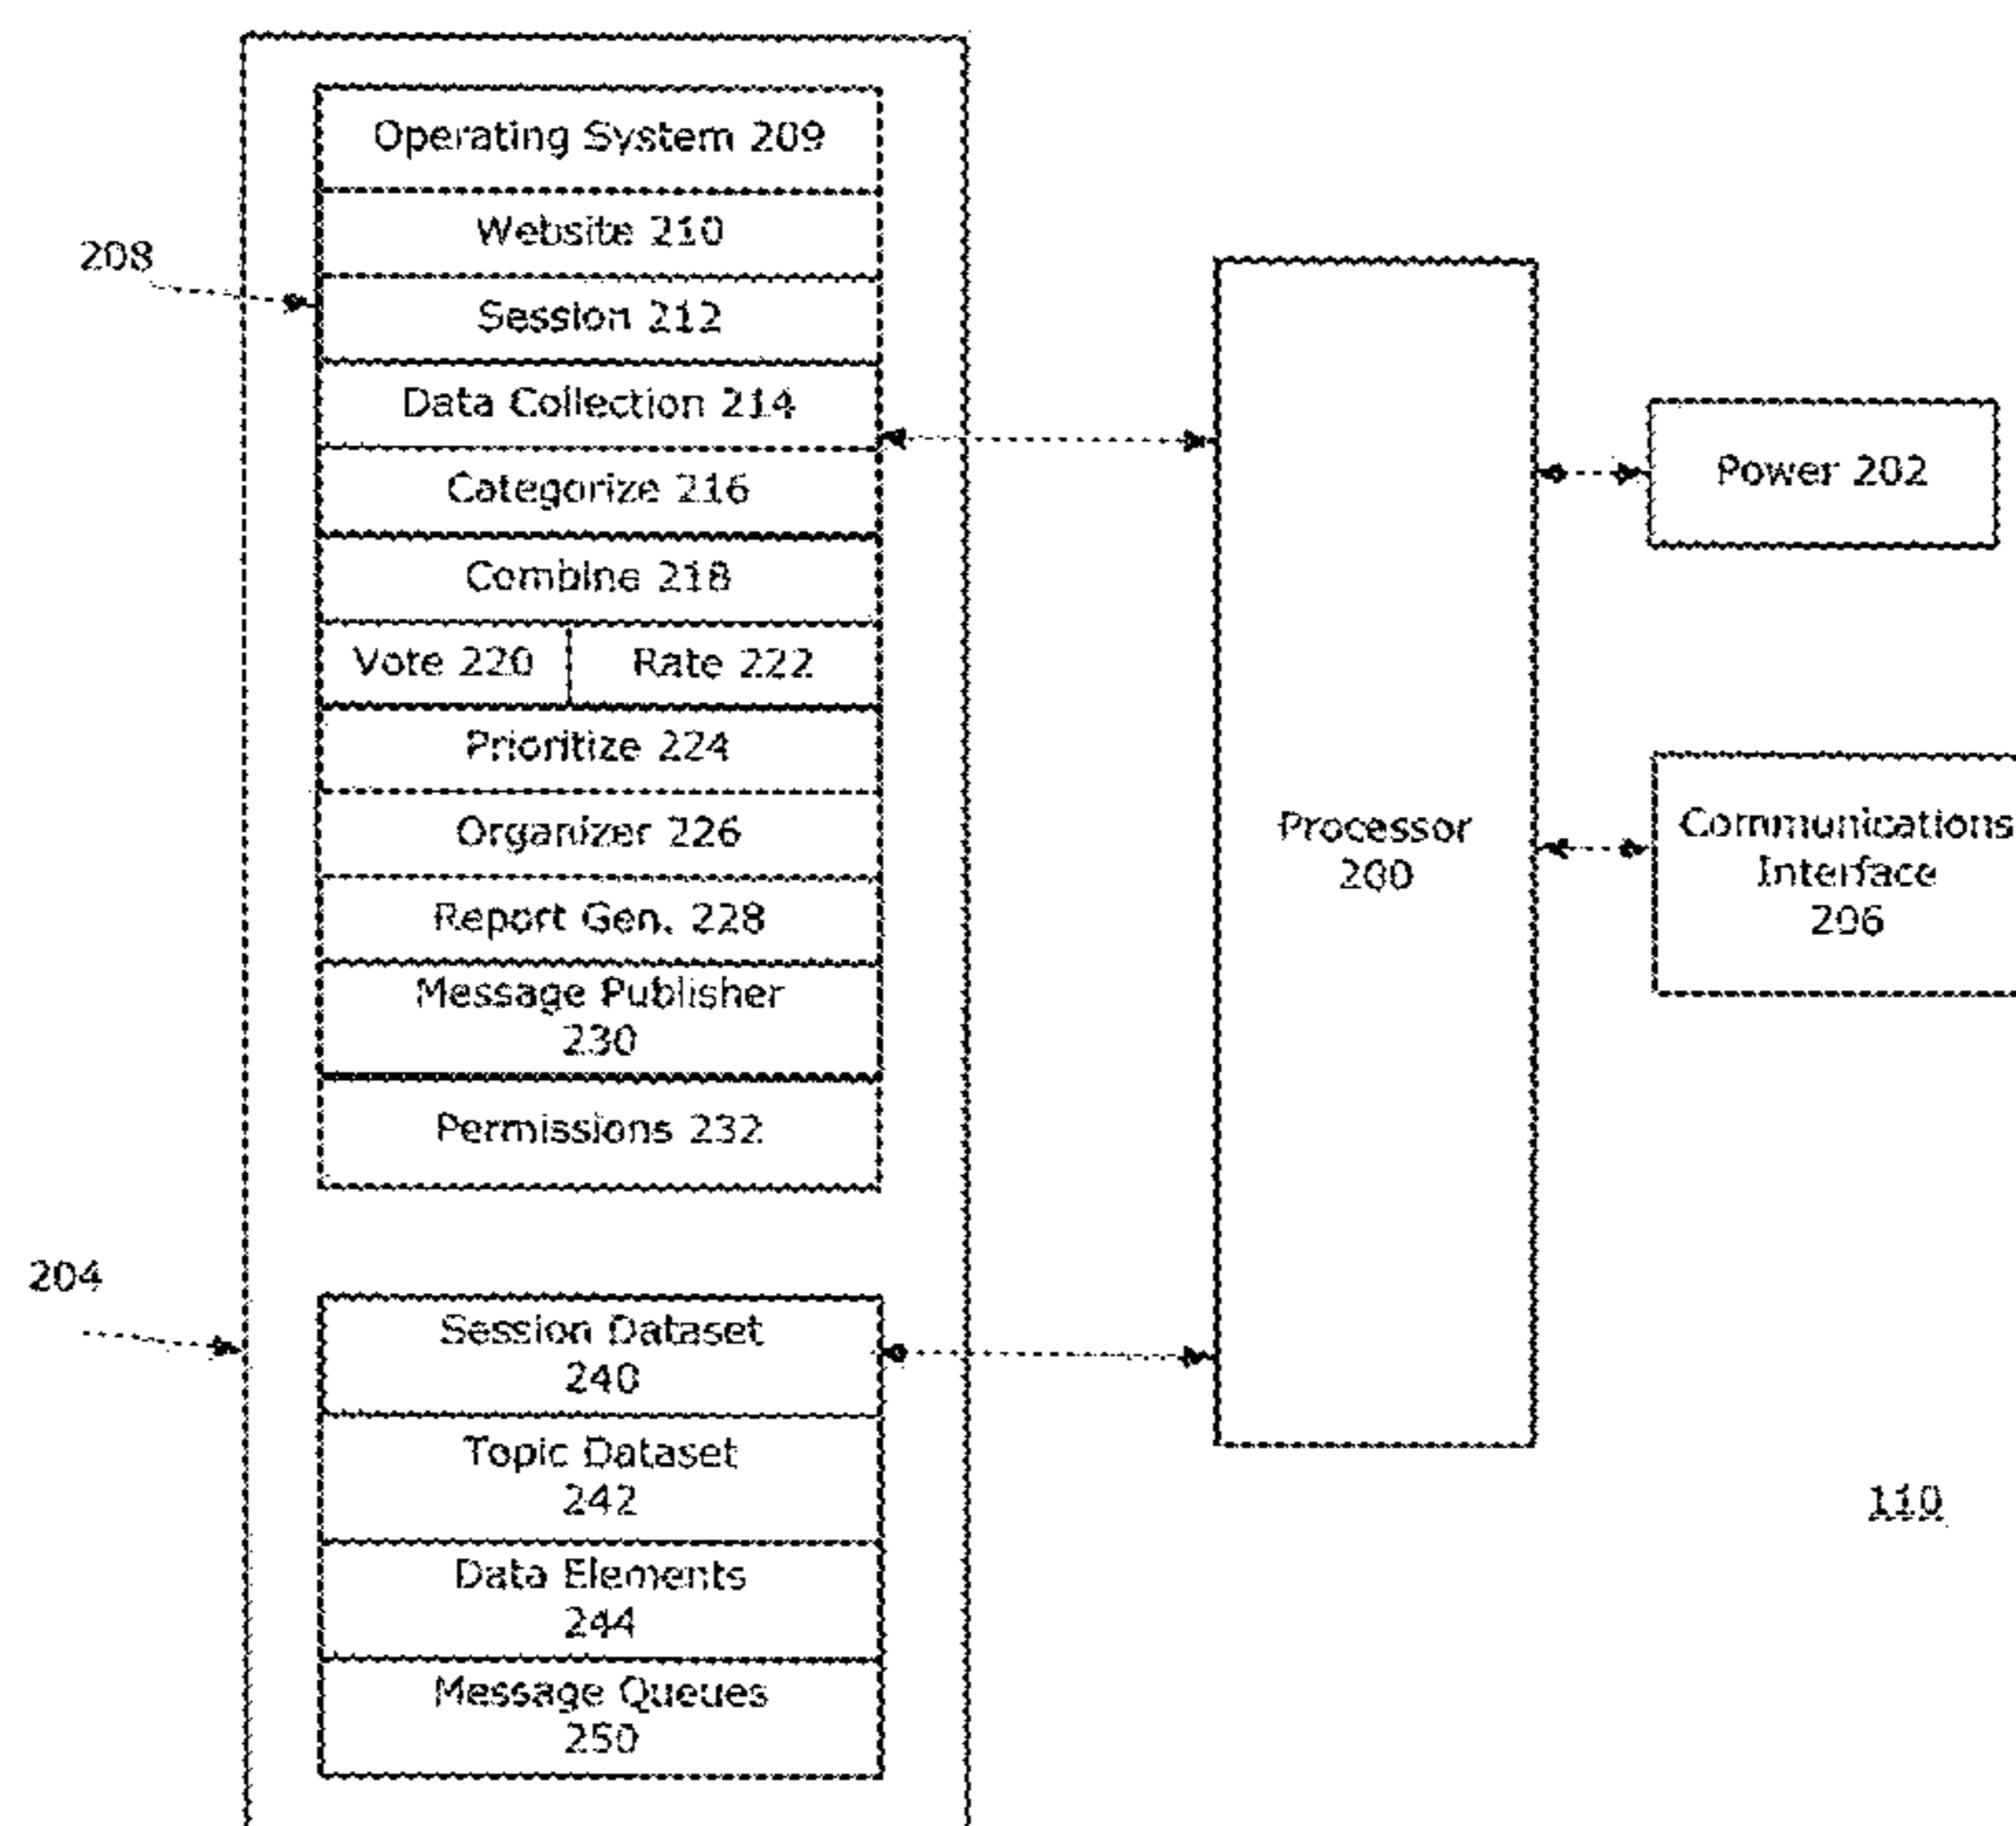 Operating System 209
Website 210
208
Session 212
Data Collection 214
Categorize 216
Power 202
Combine 218
Vote 220
Rate 222
Prioritize 224
Organizer 226
Processor
200
Communications
Interface
206
Report Gen. 228
Message Publisher
230
Permissions 232
204
Session Dataset
240
Topic Dataset
242
110
Data Elements
244
Message Queues
250